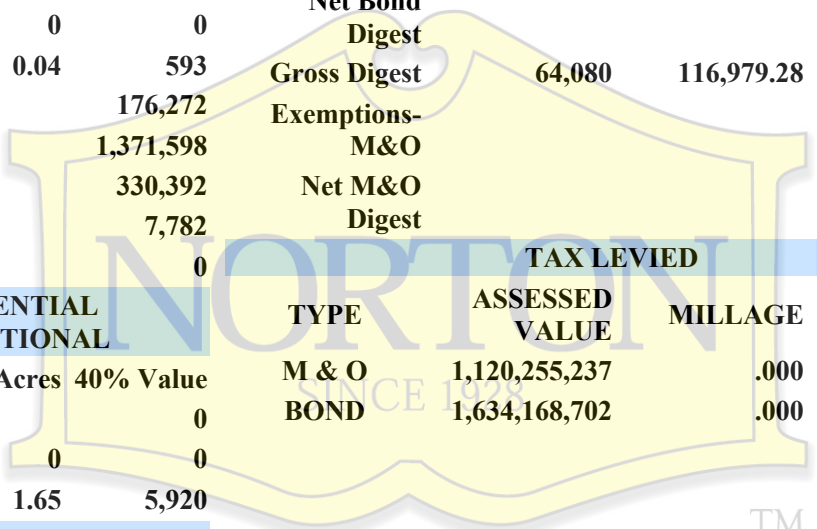 Net Bond
Digest
0 0
0.04 593
Gross Digest 64,080 116,979.28
176,272
Exemptions-
M&O
1,371,598
330,392
Net M&O
Digest
7,782
0
TAX LEVIED
ENTIAL
TIONAL
TYPE ASSESSED VALUE MILLAGE
Acres 40% Value
M & O 1,120,255,237 .000
0
BOND 1,634,168,702 .000
0 0
1.65 5,920
NORTON
SINCE 1928
TM